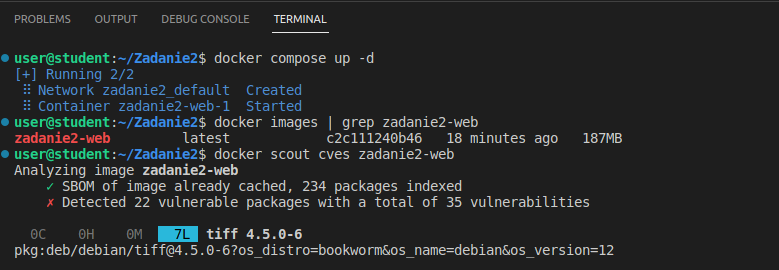 PROBLEMS OUTPUT DEBUG CONSOLE TERMINAL
user@student:~/Zadanie2$ docker compose up -d
[+] Running 2/2
⠿ Network zadanie2_default Created
⠿ Container zadanie2-web-1 Started
user@student:~/Zadanie2$ docker images | grep zadanie2-web
zadanie2-web latest c2c111240b46 18 minutes ago 187MB
user@student:~/Zadanie2$ docker scout cves zadanie2-web
Analyzing image zadanie2-web
✓ SBOM of image already cached, 234 packages indexed
✗ Detected 22 vulnerable packages with a total of 35 vulnerabilities
0C 0H 0M 7L tiff 4.5.0-6
pkg:deb/debian/tiff@4.5.0-6?os_distro=bookworm&os_name=debian&os_version=12